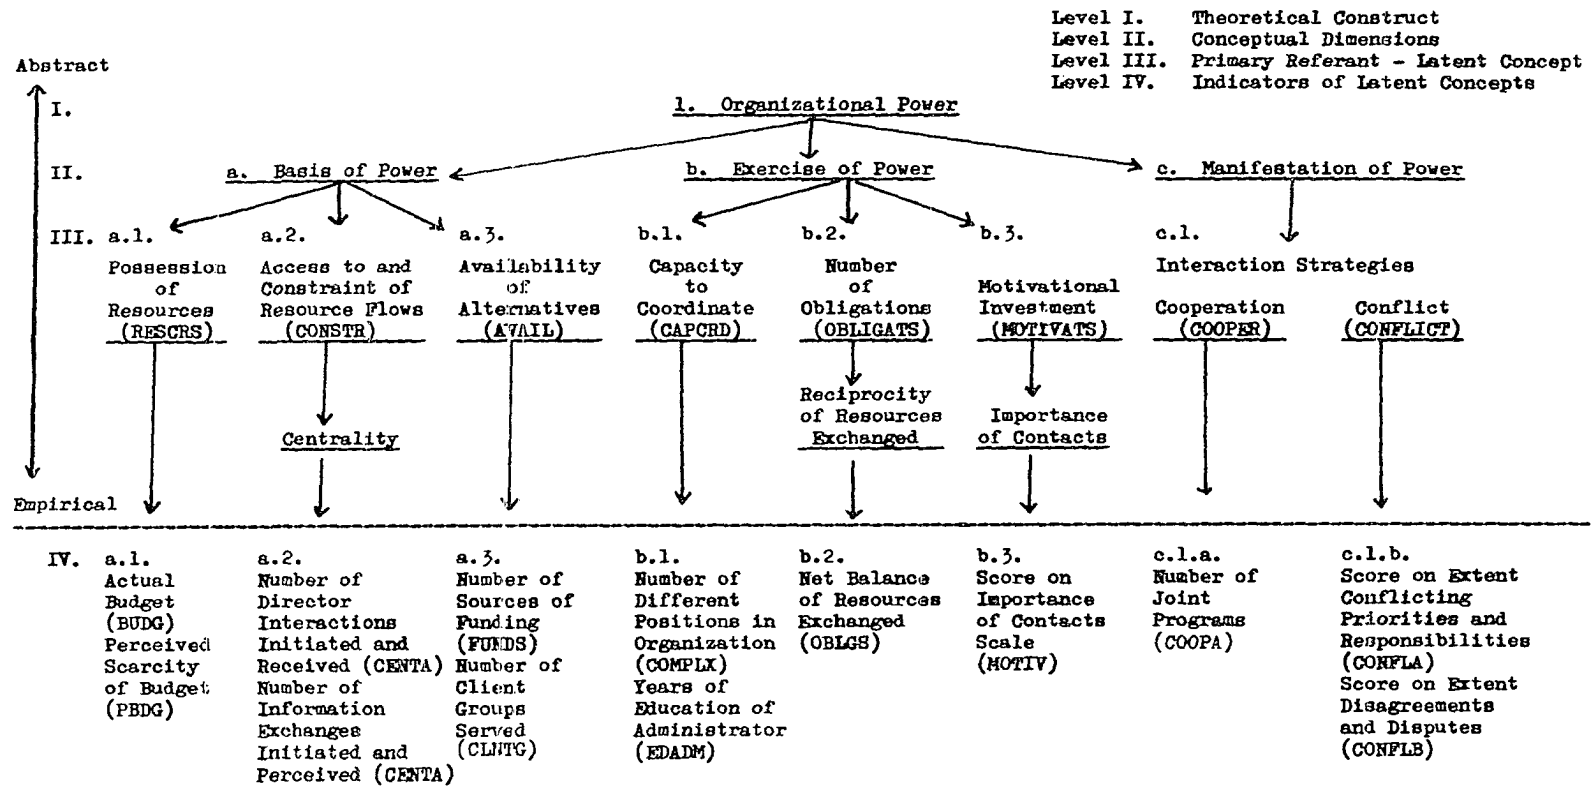 Level I. Theoretical Construct
Level II. Conceptual Dimensions
Level III. Primary Referant - Latent Concept
Level IV. Indicators of Latent Concepts
Abstract
I.
1. Organizational Power
II.
a. Basis of Power
b. Exercise of Power
c. Manifestation of Power
III.
a.1.
Possession
of
Resources
(RESCRS)
a.2.
Access to and
Constraint of
Resource Flows
(CONSTR)
a.3.
Availability
of
Alternatives
(AVAIL)
b.1.
Capacity
to
Coordinate
(CAPCRD)
b.2.
Number
of
Obligations
(OBLIGATS)
b.3.
Motivational
Investment
(MOTIVATS)
c.1.
Interaction Strategies
Cooperation
(COOPER)
Conflict
(CONFLICT)
Centrality
Reciprocity
of Resources
Exchanged
Importance
of Contacts
Empirical
IV.
a.1.
Actual
Budget
(BUDG)
Perceived
Scarcity
of Budget
(PBDG)
a.2.
Number of
Director
Interactions
Initiated and
Received (CENTA)
Number of
Information
Exchanges
Initiated and
Perceived (CENTA)
a.3.
Number of
Sources of
Funding
(FUNDS)
Number of
Client
Groups
Served
(CLNTG)
b.1.
Number of
Different
Positions in
Organization
(COMPLX)
Years of
Education of
Administrator
(EDADM)
b.2.
Net Balance
of Resources
Exchanged
(OBLGS)
b.3.
Score on
Importance
of Contacts
Scale
(MOTIV)
c.1.a.
Number of
Joint
Programs
(COOPA)
c.1.b.
Score on Extent
Conflicting
Priorities and
Responsibilities
(CONFLA)
Score on Extent
Disagreements
and Disputes
(CONFLB)